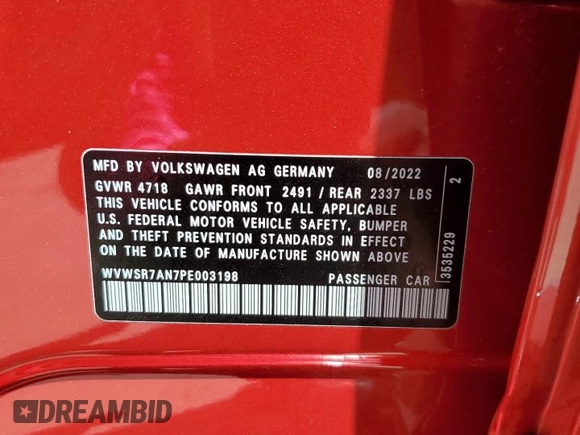 MFD BY VOLKSWAGEN AG GERMANY 08/2022
GVWR 4718 GAWR FRONT 2491 / REAR 2337 LBS
THIS VEHICLE CONFORMS TO ALL APPLICABLE
U.S. FEDERAL MOTOR VEHICLE SAFETY, BUMPER
AND THEFT PREVENTION STANDARDS IN EFFECT
ON THE DATE OF MANUFACTURE SHOWN ABOVE
WVWSR7AN7PE003198 PASSENGER CAR
3535229 2
DREAMBID